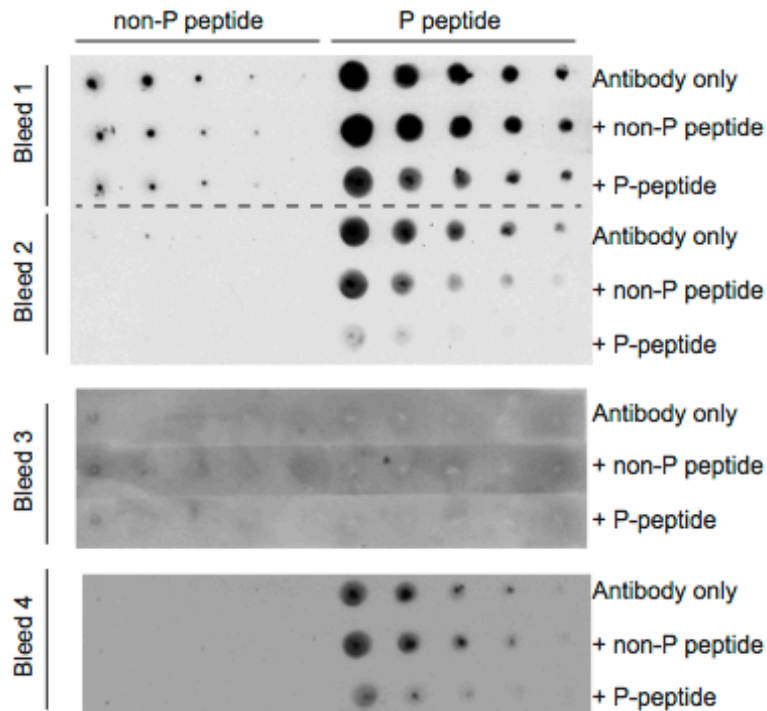 non-P peptide P peptide
Bleed 1
Antibody only
+ non-P peptide
+ P-peptide
Bleed 2
Antibody only
+ non-P peptide
+ P-peptide
Bleed 3
Antibody only
+ non-P peptide
+ P-peptide
Bleed 4
Antibody only
+ non-P peptide
+ P-peptide